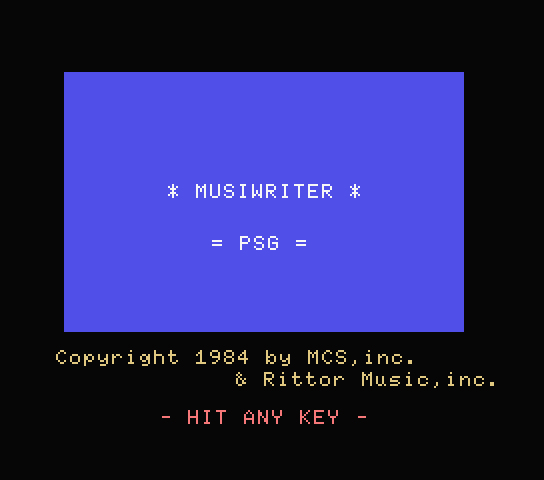 * MUSIWRITER *
= PSG =
Copyright 1984 by MCS,inc.
& Rittor Music,inc.
- HIT ANY KEY -